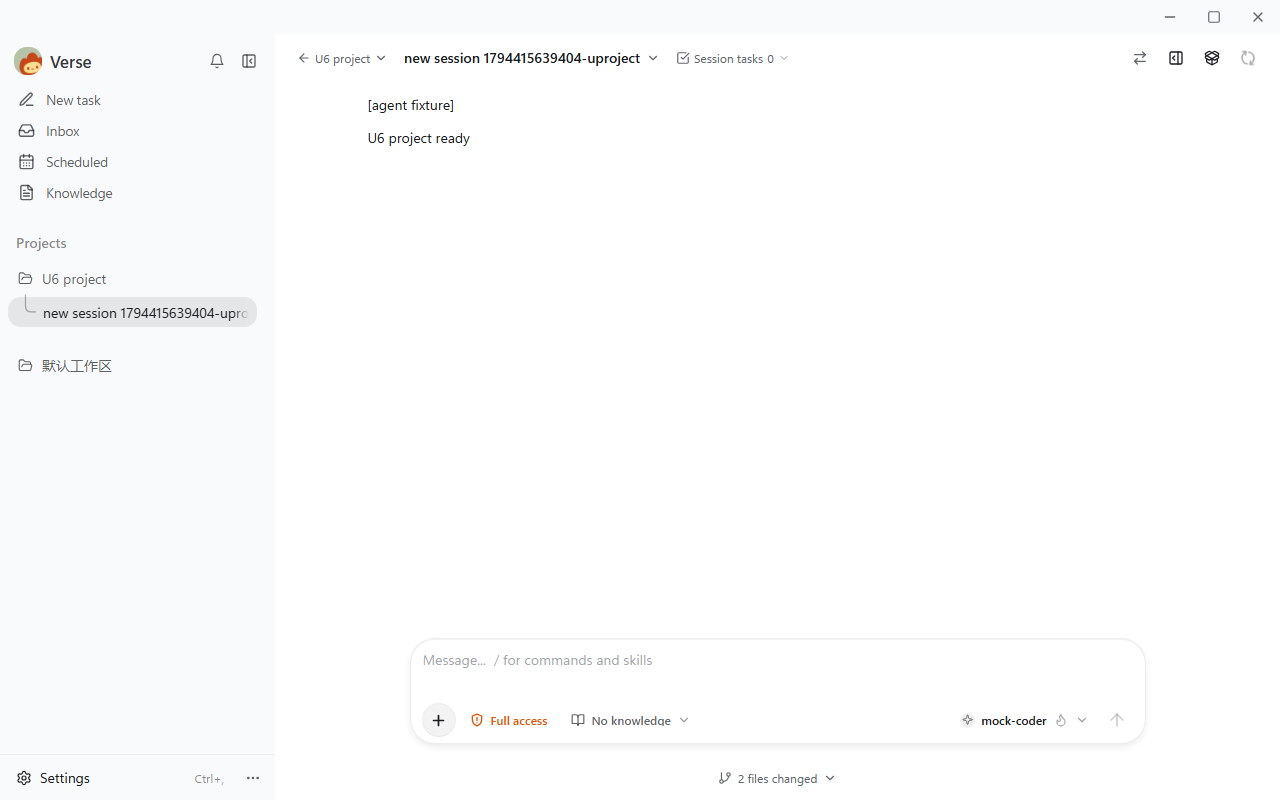 Verse
New task
Inbox
Scheduled
Knowledge
Projects
U6 project
new session 1794415639404-upro
默认工作区
Settings
Ctrl+,
U6 project
new session 1794415639404-uproject
Session tasks 0
[agent fixture]
U6 project ready
Message... / for commands and skills
Full access
No knowledge
mock-coder
2 files changed